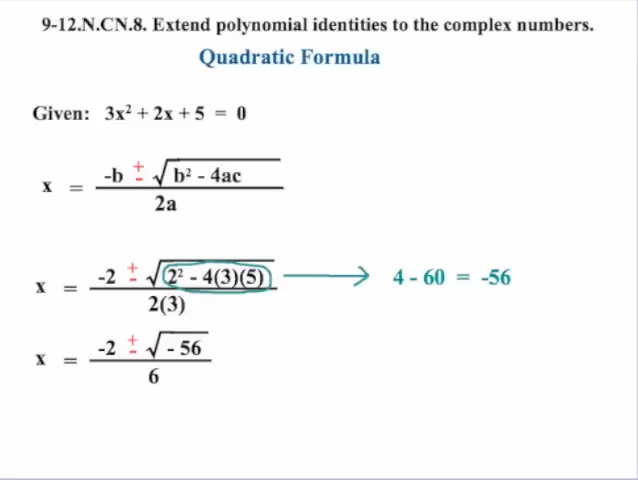 9-12.N.CN.8. Extend polynomial identities to the complex numbers.
Quadratic Formula
Given: 3x² + 2x + 5 = 0
x = (-b ± √(b² - 4ac)) / 2a
x = (-2 ± √(2² - 4(3)(5))) / 2(3) → 4 - 60 = -56
x = (-2 ± √(- 56)) / 6